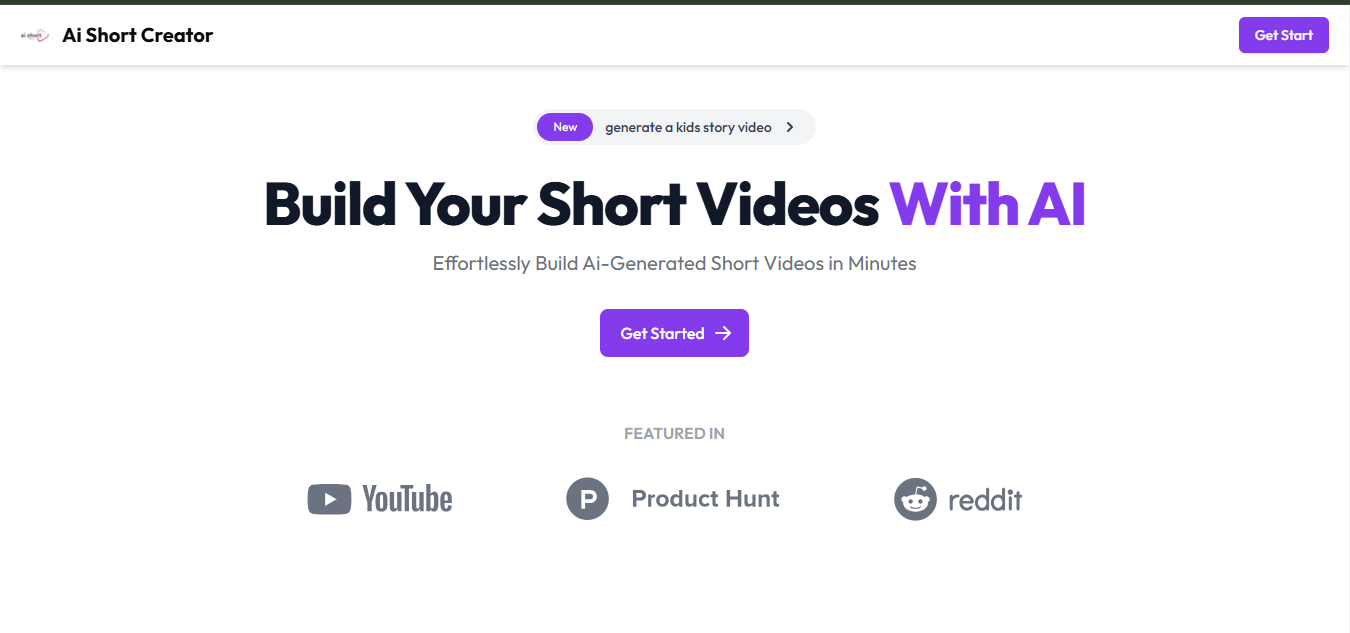 ai short
Ai Short Creator
Get Start
New
generate a kids story video
Build Your Short Videos With AI
Effortlessly Build Ai-Generated Short Videos in Minutes
Get Started
FEATURED IN
YouTube
P Product Hunt
reddit